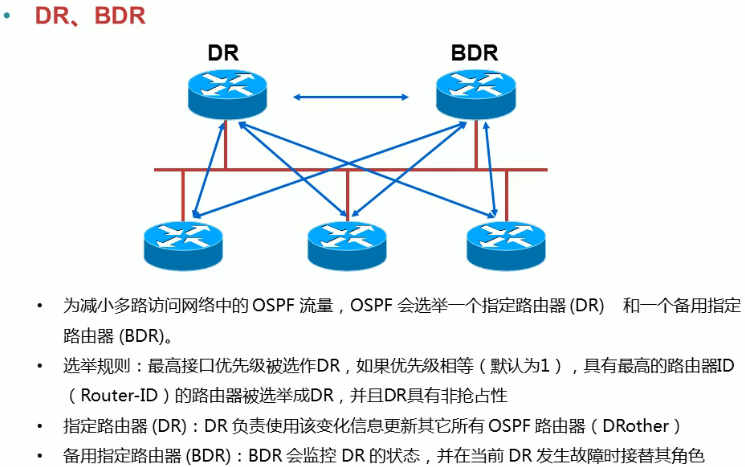 • DR、BDR
DR
BDR
• 为减小多路访问网络中的 OSPF 流量，OSPF 会选举一个指定路由器 (DR) 和一个备用指定
路由器 (BDR)。
• 选举规则：最高接口优先级被选作DR，如果优先级相等（默认为1），具有最高的路由器ID
（Router-ID）的路由器被选举成DR，并且DR具有非抢占性
• 指定路由器 (DR)：DR 负责使用该变化信息更新其它所有 OSPF 路由器（DRother）
• 备用指定路由器 (BDR)：BDR 会监控 DR 的状态，并在当前 DR 发生故障时接替其角色